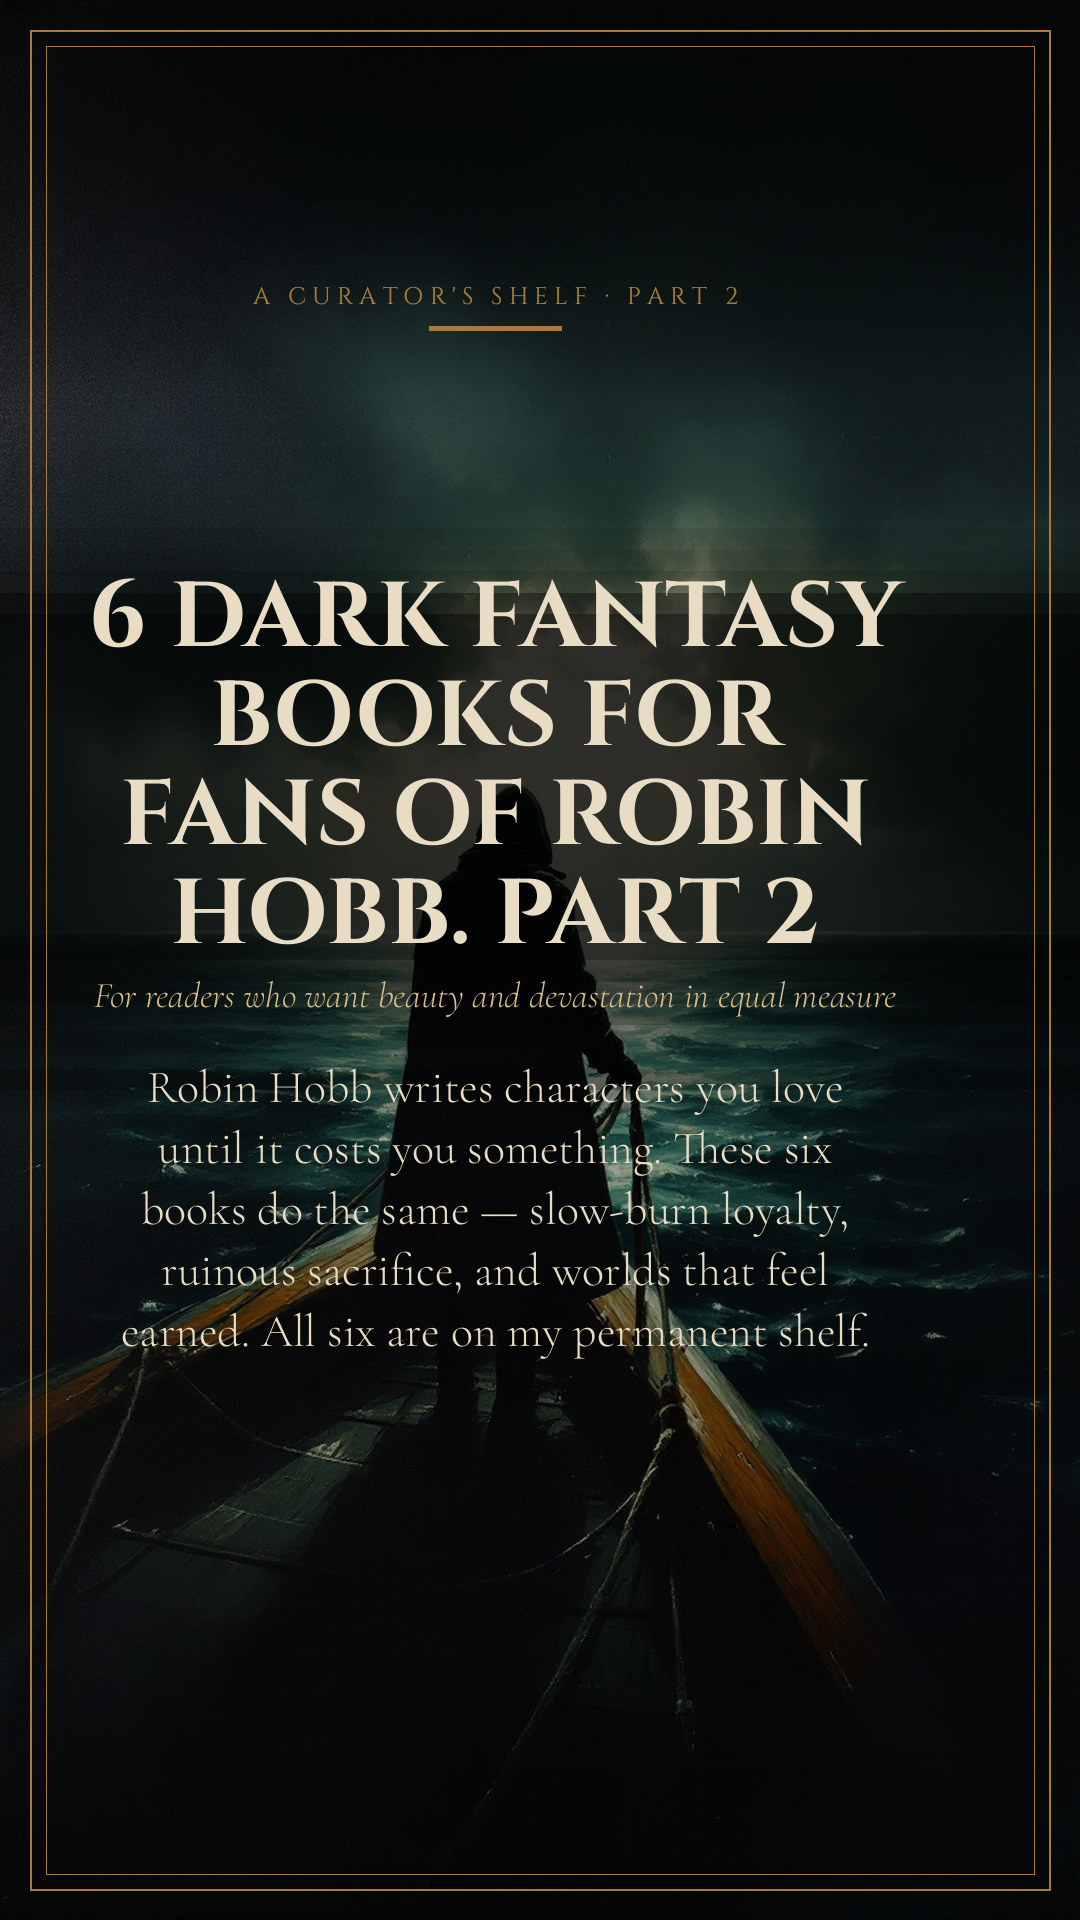 A CURATOR'S SHELF · PART 2
6 DARK FANTASY
BOOKS FOR
FANS OF ROBIN
HOBB. PART 2
For readers who want beauty and devastation in equal measure
Robin Hobb writes characters you love
until it costs you something. These six
books do the same — slow-burn loyalty,
ruinous sacrifice, and worlds that feel
earned. All six are on my permanent shelf.